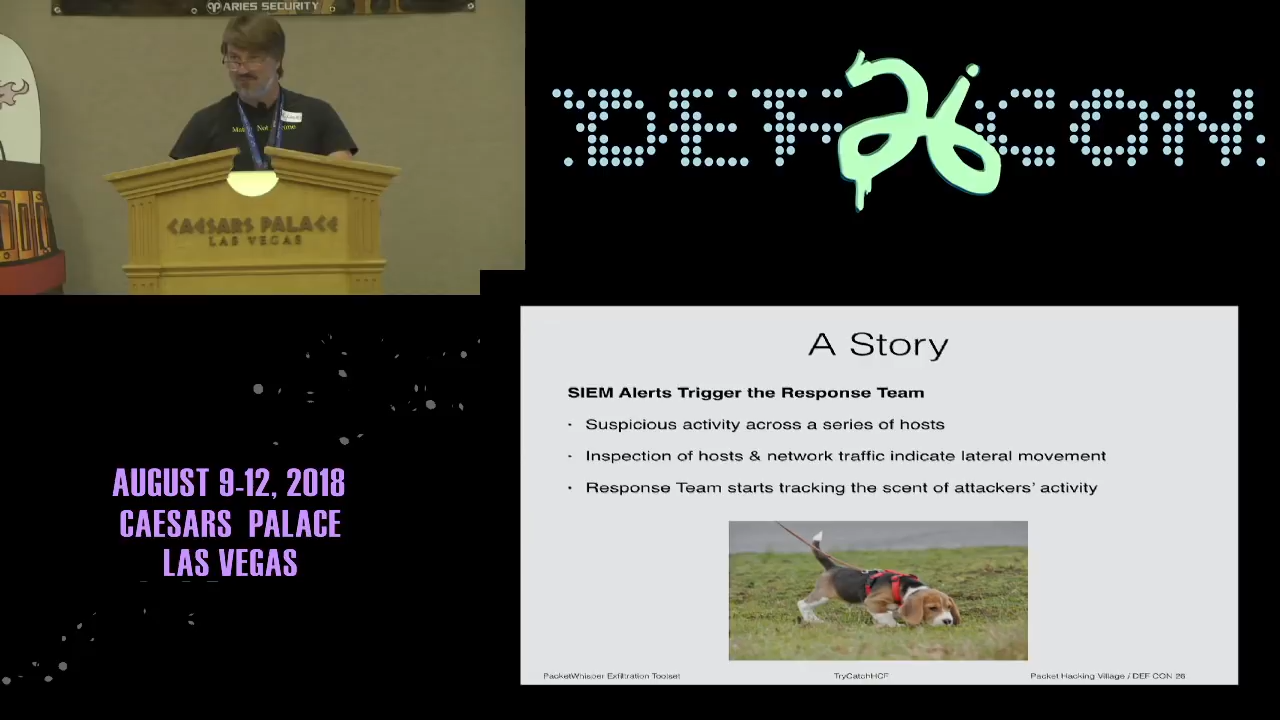 ARIES SECURITY
CAESARS PALACE
LAS VEGAS
DEF CON
26
AUGUST 9-12, 2018
CAESARS PALACE
LAS VEGAS
A Story
SIEM Alerts Trigger the Response Team
· Suspicious activity across a series of hosts
· Inspection of hosts & network traffic indicate lateral movement
· Response Team starts tracking the scent of attackers' activity
PacketWhisper Exfiltration Toolset
TryCatchHCF
Packet Hacking Village / DEF CON 26